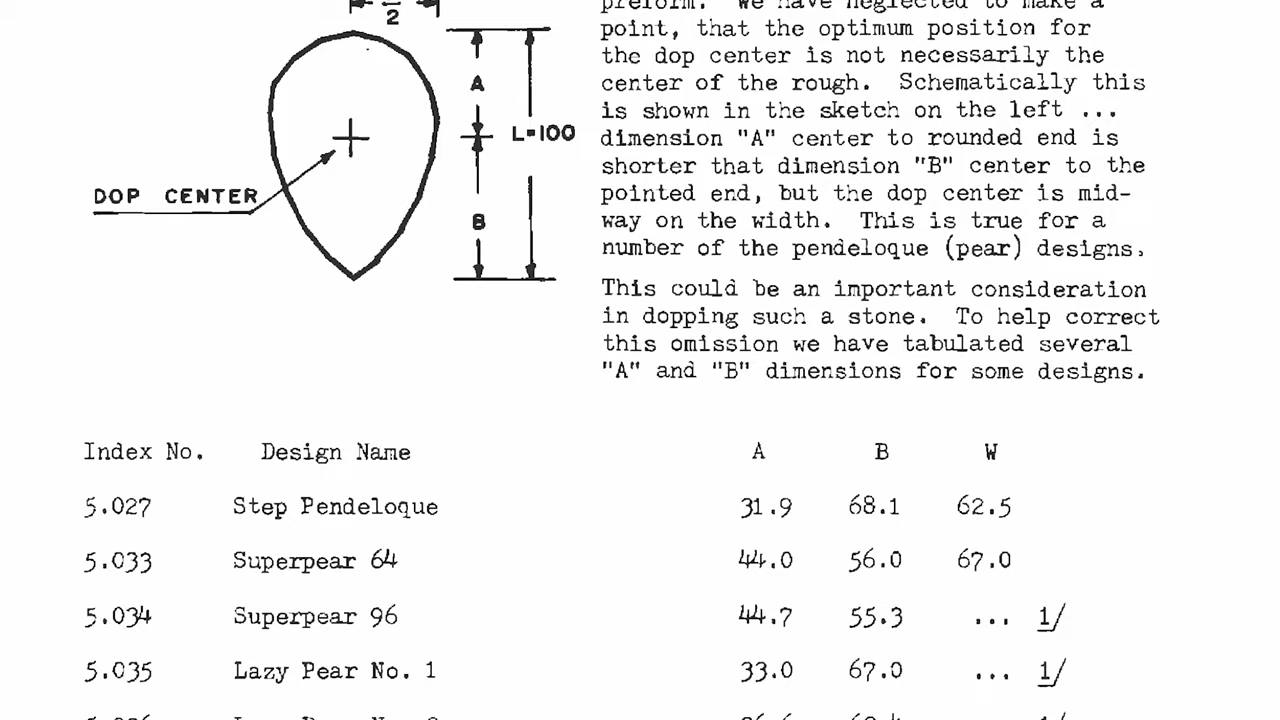 2
A
L=100
DOP CENTER
B
point, that the optimum position for
the dop center is not necessarily the
center of the rough. Schematically this
is shown in the sketch on the left ...
dimension "A" center to rounded end is
shorter that dimension "B" center to the
pointed end, but the dop center is mid-
way on the width. This is true for a
number of the pendeloque (pear) designs.
This could be an important consideration
in dopping such a stone. To help correct
this omission we have tabulated several
"A" and "B" dimensions for some designs.
Index No. Design Name A B W
5.027 Step Pendeloque 31.9 68.1 62.5
5.033 Superpear 64 44.0 56.0 67.0
5.034 Superpear 96 44.7 55.3 ... 1/
5.035 Lazy Pear No. 1 33.0 67.0 ... 1/